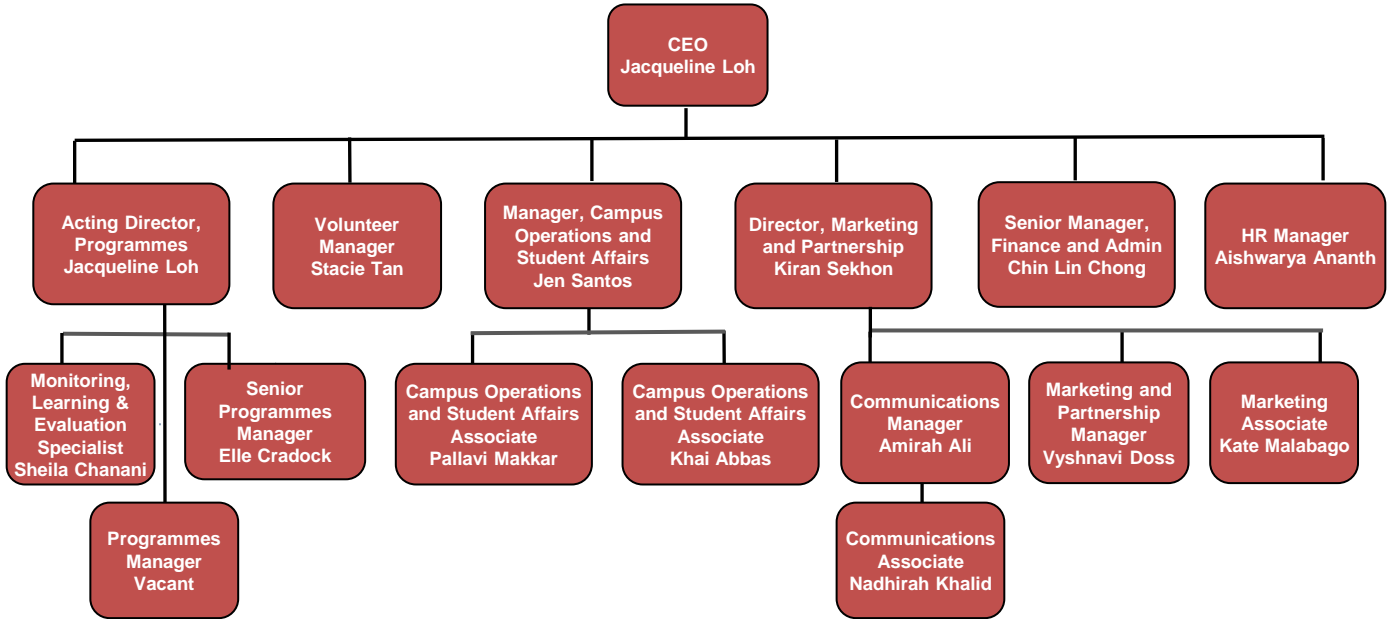 CEO
Jacqueline Loh
Acting Director,
Programmes
Jacqueline Loh
Volunteer
Manager
Stacie Tan
Manager, Campus
Operations and
Student Affairs
Jen Santos
Director, Marketing
and Partnership
Kiran Sekhon
Senior Manager,
Finance and Admin
Chin Lin Chong
HR Manager
Aishwarya Ananth
Monitoring,
Learning &
Evaluation
Specialist
Sheila Chanani
Senior
Programmes
Manager
Elle Cradock
Campus Operations
and Student Affairs
Associate
Pallavi Makkar
Campus Operations
and Student Affairs
Associate
Khai Abbas
Communications
Manager
Amirah Ali
Marketing and
Partnership
Manager
Vyshnavi Doss
Marketing
Associate
Kate Malabago
Programmes
Manager
Vacant
Communications
Associate
Nadhirah Khalid